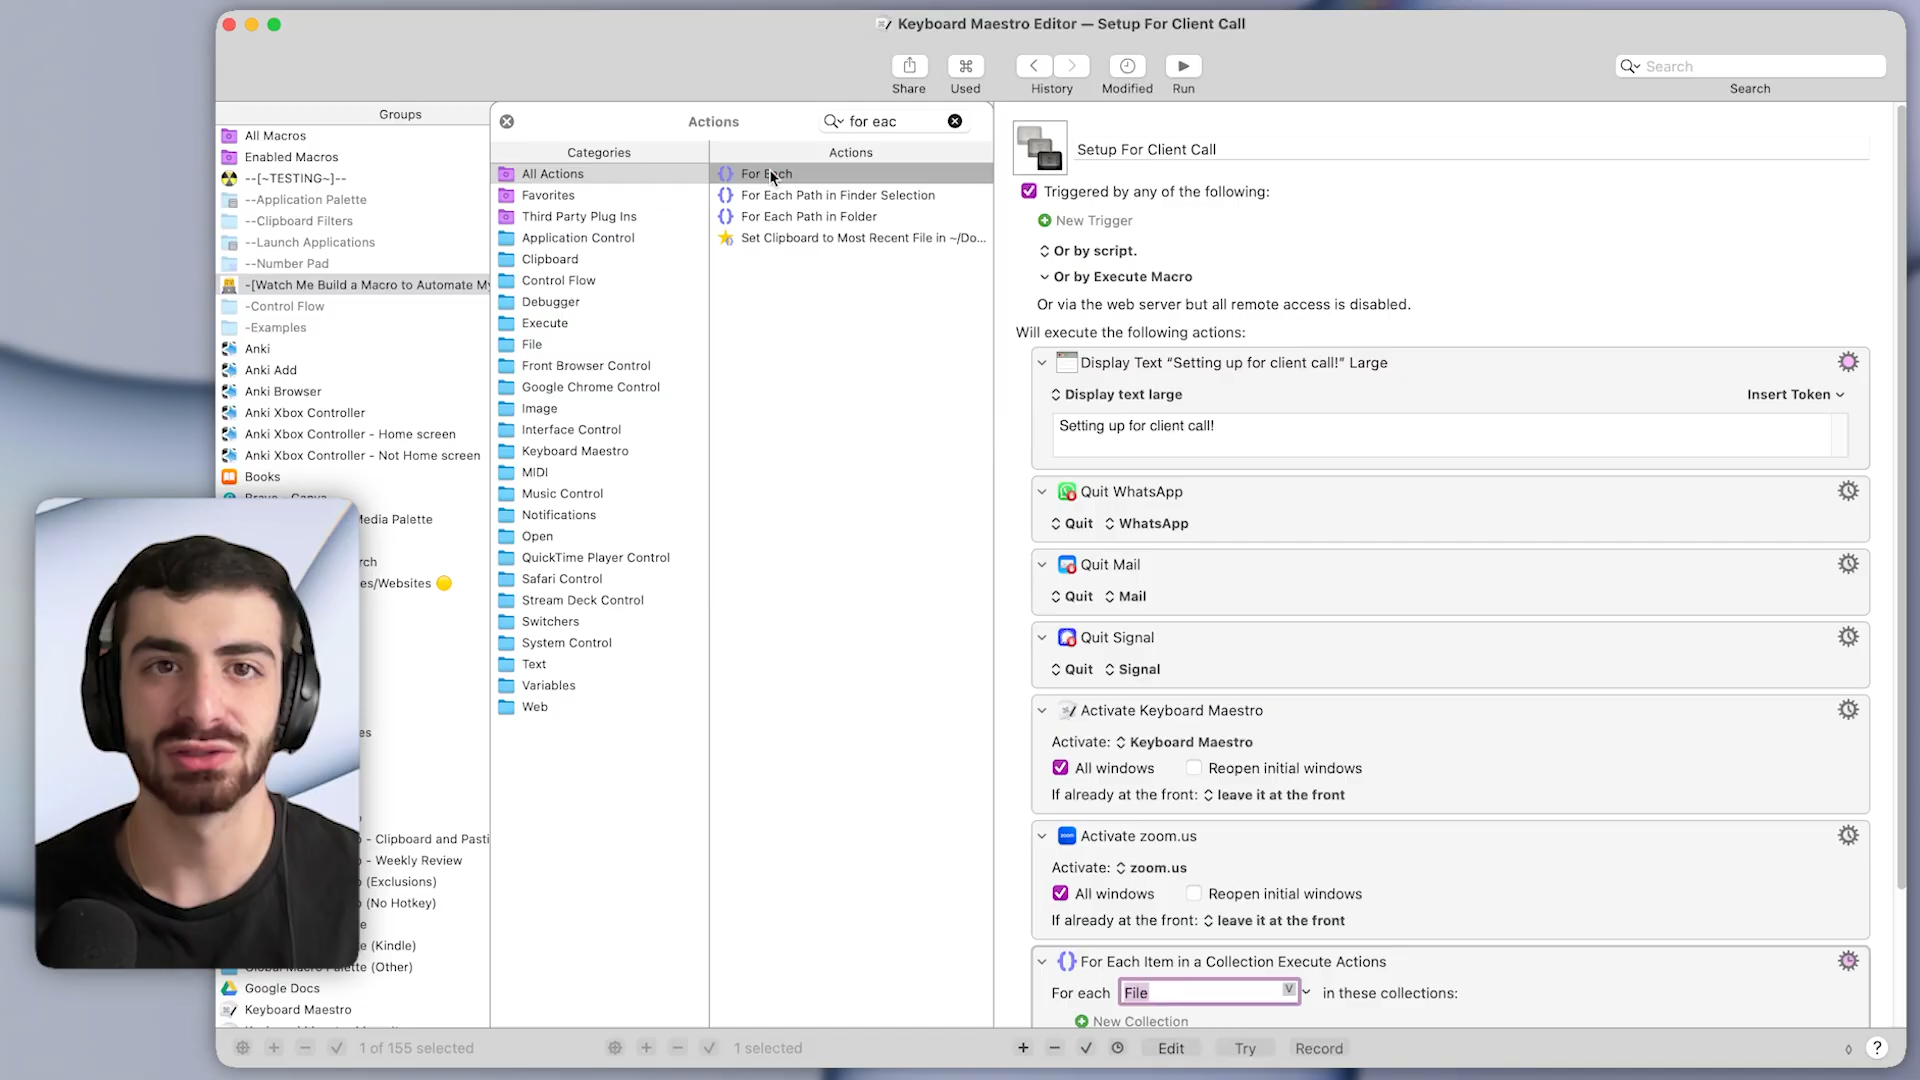 Keyboard Maestro Editor — Setup For Client Call
Share
Used
History
Modified
Run
Search
Search
Groups
All Macros
Enabled Macros
--[~TESTING~]--
--Application Palette
--Clipboard Filters
--Launch Applications
--Number Pad
-[Watch Me Build a Macro to Automate My
-Control Flow
-Examples
Anki
Anki Add
Anki Browser
Anki Xbox Controller
Anki Xbox Controller - Home screen
Anki Xbox Controller - Not Home screen
Books
Media Palette
rch
es/Websites
es
- Clipboard and Pasti
- Weekly Review
(Exclusions)
(No Hotkey)
e
e (Kindle)
Global Macro Palette (Other)
Google Docs
Keyboard Maestro
1 of 155 selected
Actions
for eac
Categories
All Actions
Favorites
Third Party Plug Ins
Application Control
Clipboard
Control Flow
Debugger
Execute
File
Front Browser Control
Google Chrome Control
Image
Interface Control
Keyboard Maestro
MIDI
Music Control
Notifications
Open
QuickTime Player Control
Safari Control
Stream Deck Control
Switchers
System Control
Text
Variables
Web
Actions
For Each
For Each Path in Finder Selection
For Each Path in Folder
Set Clipboard to Most Recent File in ~/Do...
1 selected
Setup For Client Call
Triggered by any of the following:
New Trigger
Or by script.
Or by Execute Macro
Or via the web server but all remote access is disabled.
Will execute the following actions:
Display Text “Setting up for client call!” Large
Display text large
Insert Token
Setting up for client call!
Quit WhatsApp
Quit WhatsApp
Quit Mail
Quit Mail
Quit Signal
Quit Signal
Activate Keyboard Maestro
Activate: Keyboard Maestro
All windows Reopen initial windows
If already at the front: leave it at the front
Activate zoom.us
Activate: zoom.us
All windows Reopen initial windows
If already at the front: leave it at the front
For Each Item in a Collection Execute Actions
For each File V in these collections:
New Collection
Edit
Try
Record
?